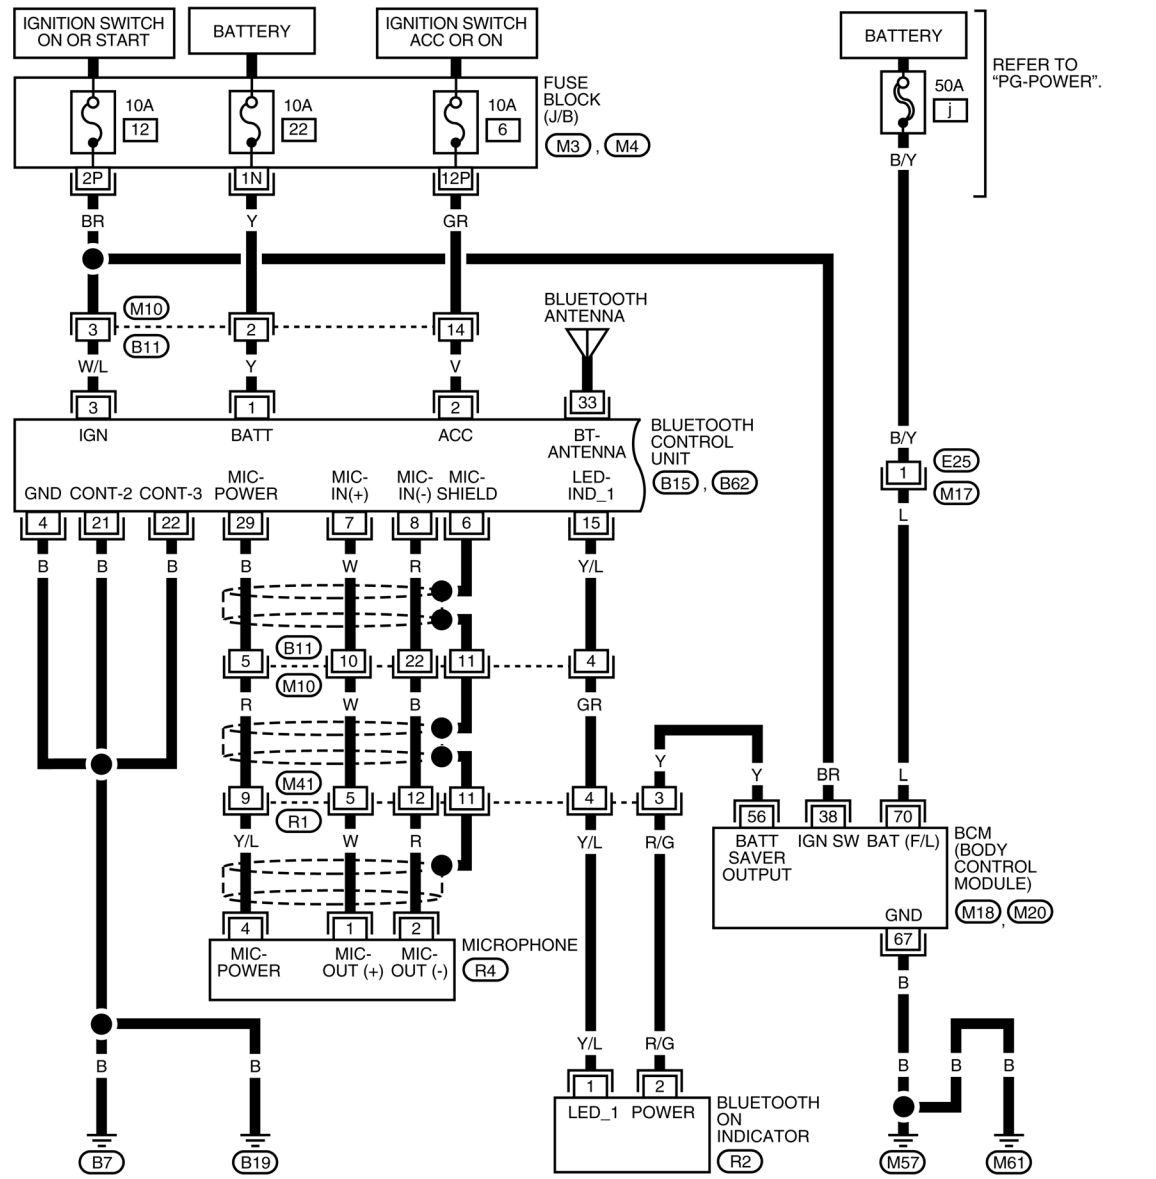 IGNITION SWITCH
ON OR START
BATTERY
IGNITION SWITCH
ACC OR ON
BATTERY
REFER TO
“PG-POWER”.
10A
12
10A
22
10A
6
FUSE
BLOCK
(J/B)
M3 , M4
50A
j
2P 1N 12P
B/Y
BR Y GR
M10
B11
3 2 14
W/L Y V
BLUETOOTH
ANTENNA
3 1 2 33
IGN BATT ACC BT-
ANTENNA
BLUETOOTH
CONTROL
UNIT
B15 , B62
B/Y
1
E25
M17
L
GND CONT-2 CONT-3 MIC-
POWER
MIC-
IN(+)
MIC-
IN(-)
MIC-
SHIELD
LED-
IND_1
4 21 22 29 7 8 6 15
B B B B W R Y/L
B11
M10
5 10 22 11 4
R W B GR
M41
R1
9 5 12 11 4 3
Y/L W R Y/L R/G
Y Y BR L
56 38 70
BATT
SAVER
OUTPUT
IGN SW BAT (F/L)
BCM
(BODY
CONTROL
MODULE)
M18 , M20
GND
67
B
4 1 2
MIC-
POWER
MIC-
OUT (+)
MIC-
OUT (-)
MICROPHONE
R4
Y/L R/G
B B
B B B
1 2
LED_1 POWER
BLUETOOTH
ON
INDICATOR
R2
B7 B19
M57 M61